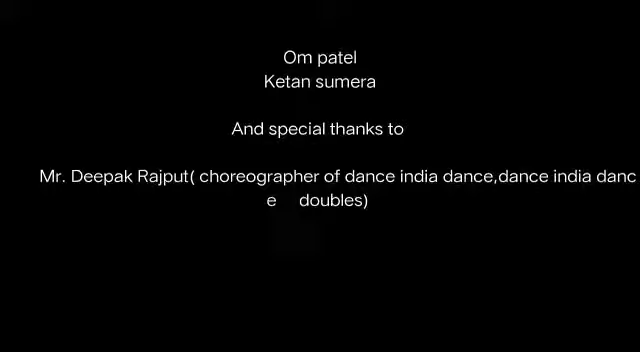 Om patel
Ketan sumera
And special thanks to
Mr. Deepak Rajput( choreographer of dance india dance,dance india danc
e doubles)